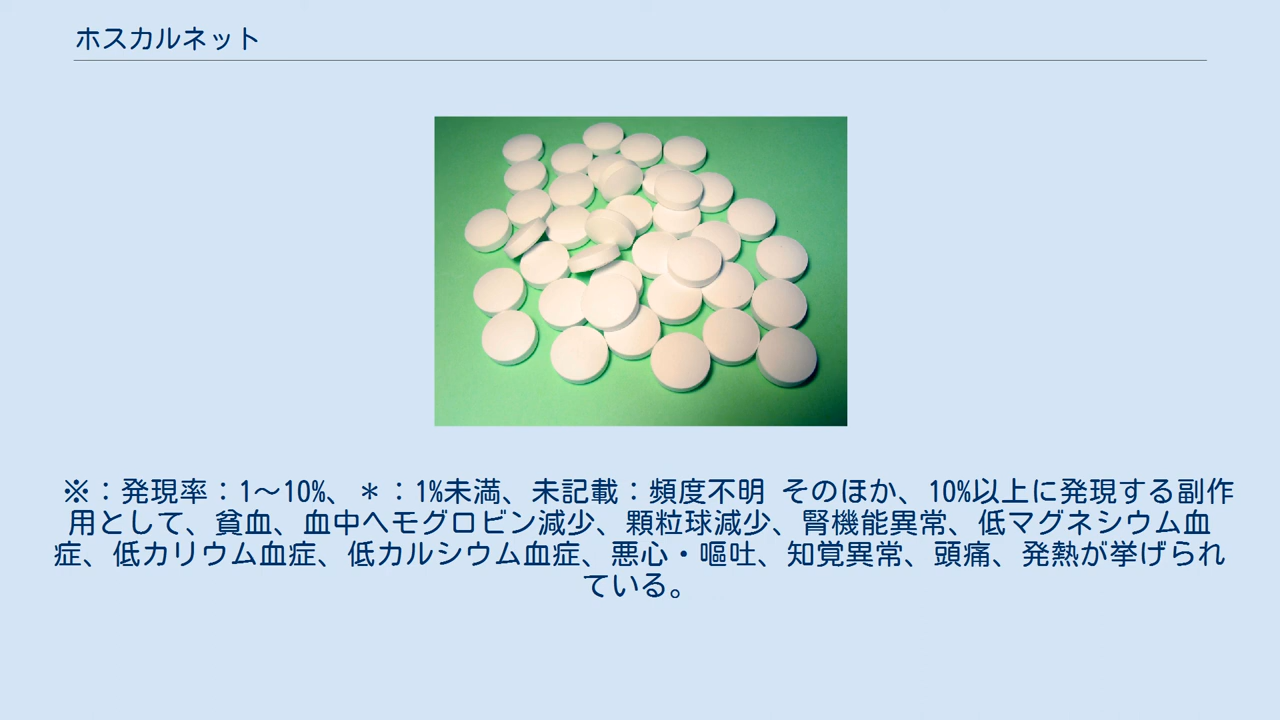 ホスカルネット
※：発現率：1～10%、＊：1%未満、未記載：頻度不明 そのほか、10%以上に発現する副作
用として、貧血、血中ヘモグロビン減少、顆粒球減少、腎機能異常、低マグネシウム血
症、低カリウム血症、低カルシウム血症、悪心・嘔吐、知覚異常、頭痛、発熱が挙げられ
ている。